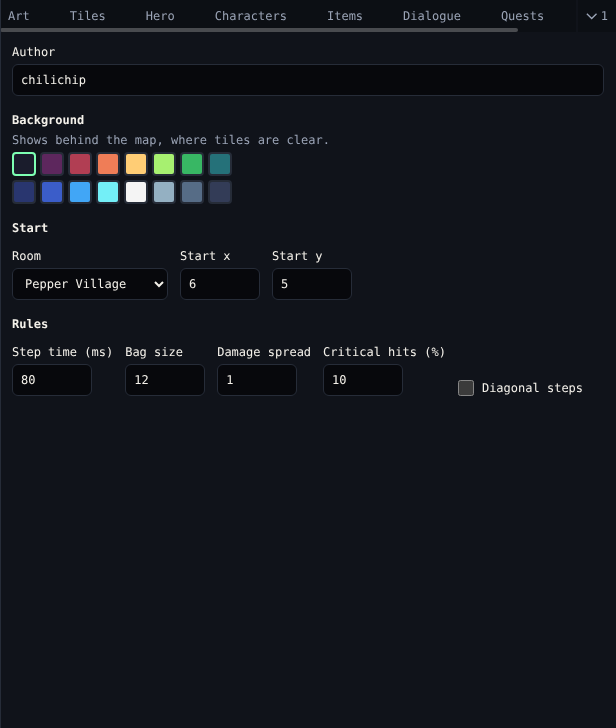 Art Tiles Hero Characters Items Dialogue Quests 1
Author
chilichip
Background
Shows behind the map, where tiles are clear.
Start
Room Start x Start y
Pepper Village 6 5
Rules
Step time (ms) Bag size Damage spread Critical hits (%)
80 12 1 10 Diagonal steps